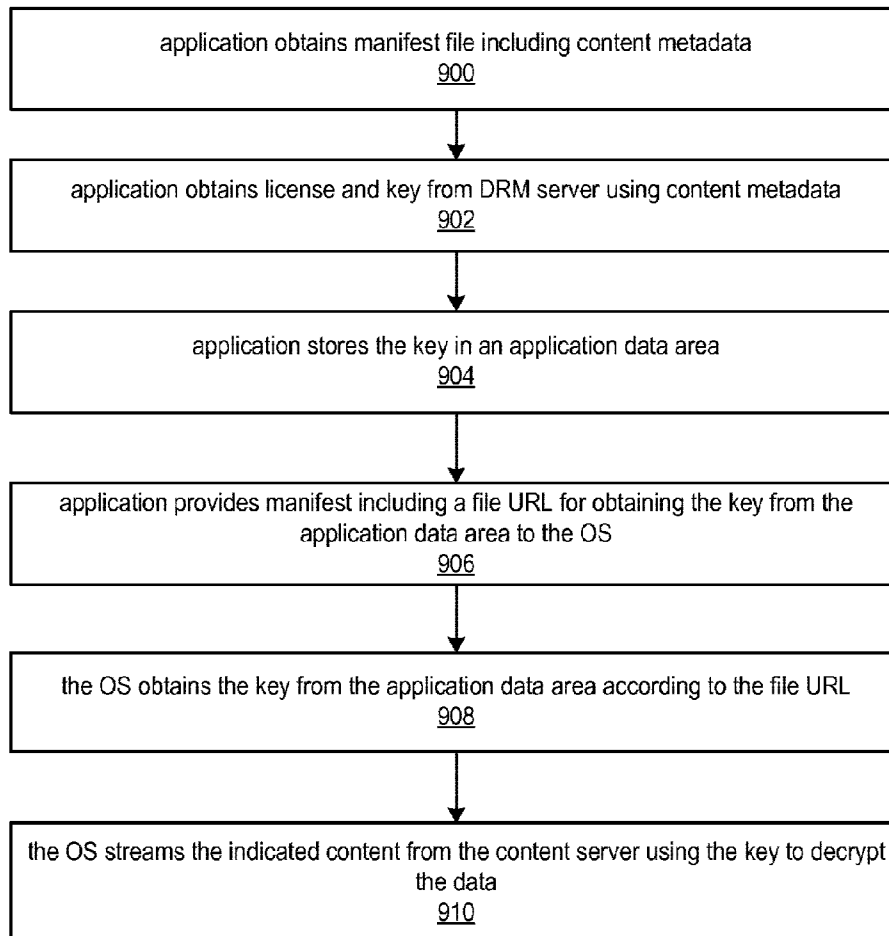 application obtains manifest file including content metadata
900
application obtains license and key from DRM server using content metadata
902
application stores the key in an application data area
904
application provides manifest including a file URL for obtaining the key from the
application data area to the OS
906
the OS obtains the key from the application data area according to the file URL
908
the OS streams the indicated content from the content server using the key to decrypt
the data
910